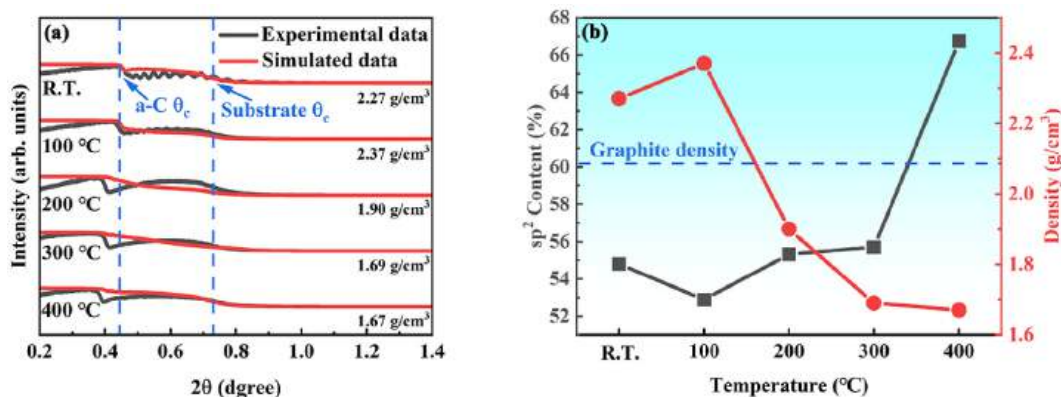 (a)
Experimental data
Simulated data
R.T.
2.27 g/cm³
a-C θc
Substrate θc
100 ℃
2.37 g/cm³
200 ℃
1.90 g/cm³
300 ℃
1.69 g/cm³
400 ℃
1.67 g/cm³
Intensity (arb. units)
0.2 0.4 0.6 0.8 1.0 1.2 1.4
2θ (dgree)
(b)
68
66
64
62
60
58
56
54
52
sp² Content (%)
Graphite density
2.4
2.2
2.0
1.8
1.6
Density (g/cm³)
R.T. 100 200 300 400
Temperature (℃)